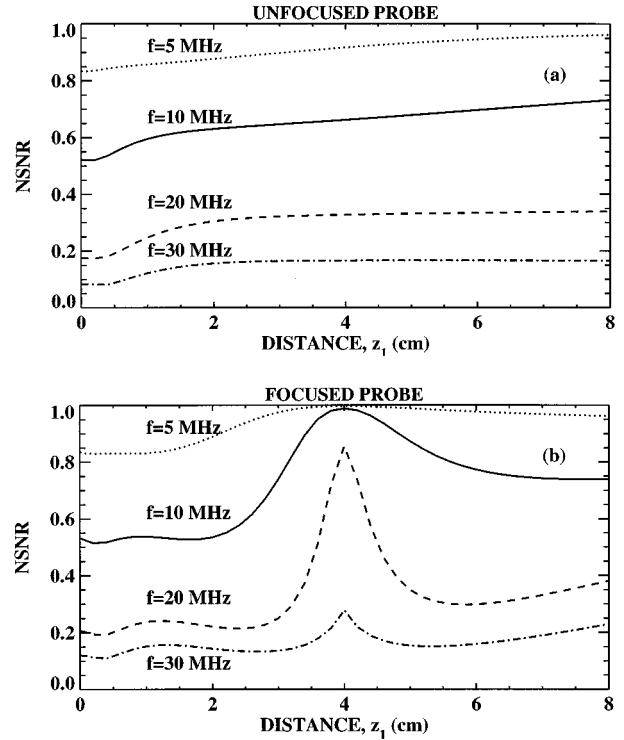 UNFOCUSED PROBE
1.0
f=5 MHz
(a)
0.8
f=10 MHz
0.6
NSNR
0.4
f=20 MHz
f=30 MHz
0.2
0.0
0 2 4 6 8
DISTANCE, z1 (cm)
FOCUSED PROBE
1.0
f=5 MHz
(b)
0.8
f=10 MHz
0.6
NSNR
0.4
f=20 MHz
0.2
f=30 MHz
0.0
0 2 4 6 8
DISTANCE, z1 (cm)